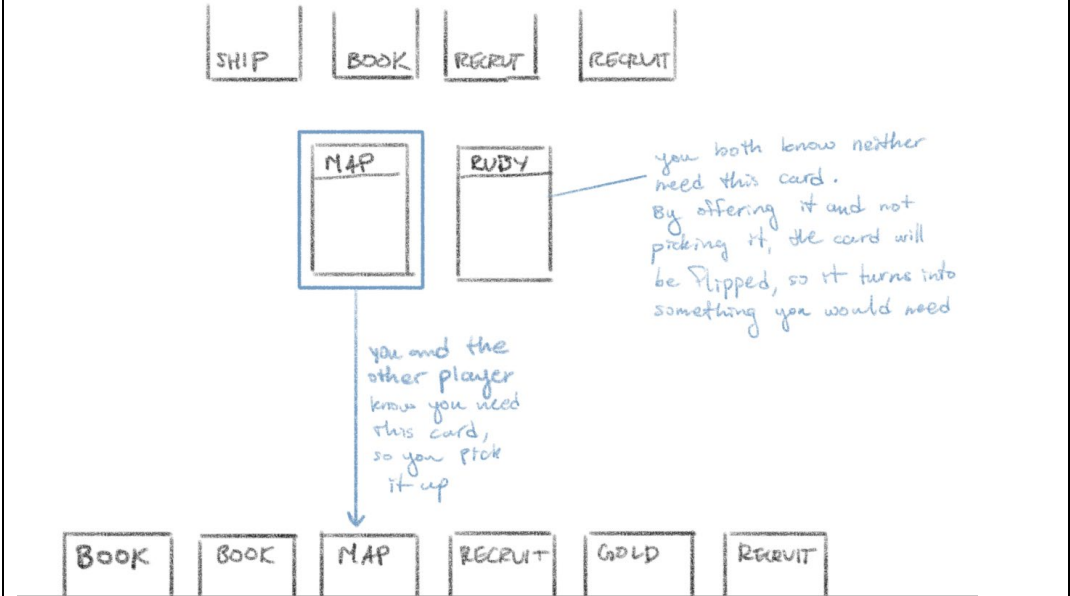 SHIP BOOK RECRUT RECRUIT
MAP RUBY
you both know neither
need this card.
By offering it and not
picking it, the card will
be flipped, so it turns into
something you would need
you and the
other player
know you need
this card,
so you pick
it up
BOOK BOOK MAP RECRUIT GOLD RECRUIT